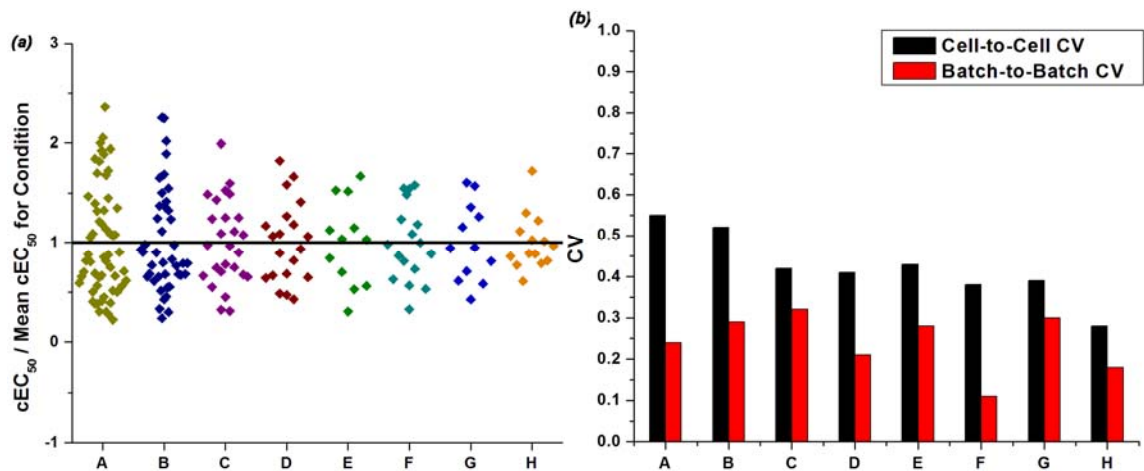 (a)
3
2
1
0
-1
cEC50 / Mean cEC50 for Condition
A B C D E F G H
(b)
1.0
0.9
0.8
0.7
0.6
0.5
0.4
0.3
0.2
0.1
0.0
CV
Cell-to-Cell CV
Batch-to-Batch CV
A B C D E F G H